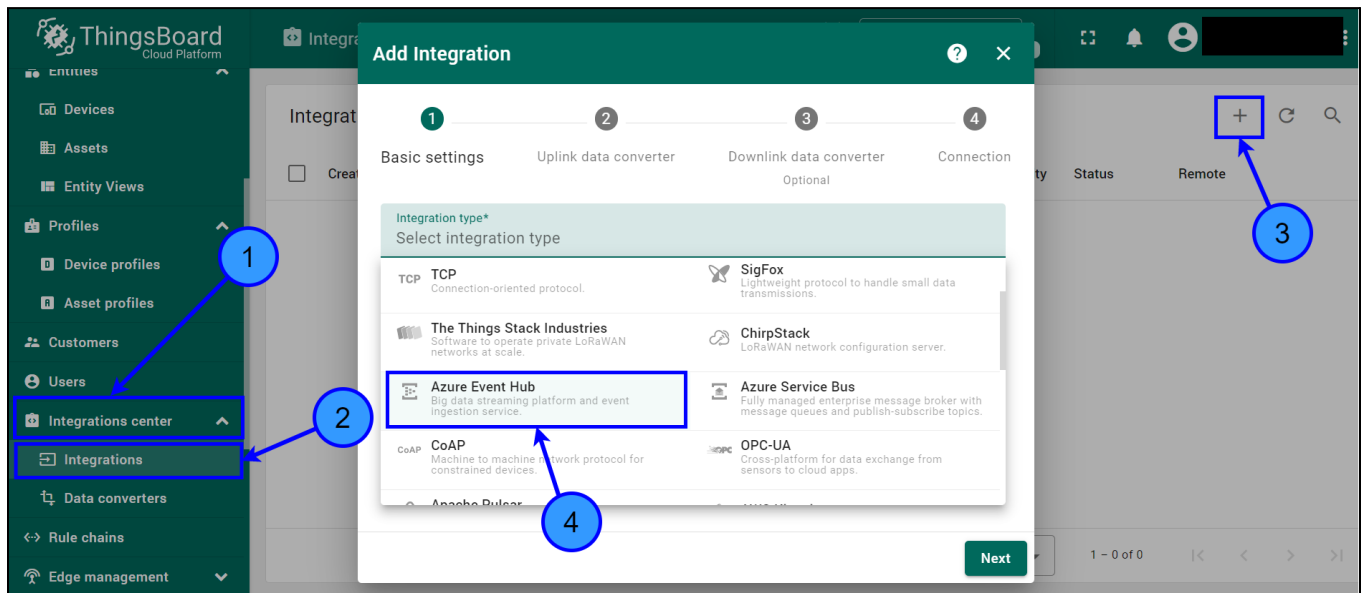 ThingsBoard
Cloud Platform
Entities
Devices
Assets
Entity Views
Profiles
Device profiles
Asset profiles
Customers
Users
Integrations center
Integrations
Data converters
Rule chains
Edge management
1
2
Integra
Integrat
Creat
ty
Status
Remote
3
1 – 0 of 0
Add Integration
?
1
2
3
4
Basic settings
Uplink data converter
Downlink data converter
Optional
Connection
Integration type*
Select integration type
TCP
TCP
Connection-oriented protocol.
SigFox
Lightweight protocol to handle small data
transmissions.
The Things Stack Industries
Software to operate private LoRaWAN
networks at scale.
ChirpStack
LoRaWAN network configuration server.
Azure Event Hub
Big data streaming platform and event
ingestion service.
Azure Service Bus
Fully managed enterprise message broker with
message queues and publish-subscribe topics.
CoAP
CoAP
Machine to machine network protocol for
constrained devices.
OPC
OPC-UA
Cross-platform for data exchange from
sensors to cloud apps.
Apache Pulsar
4
Next